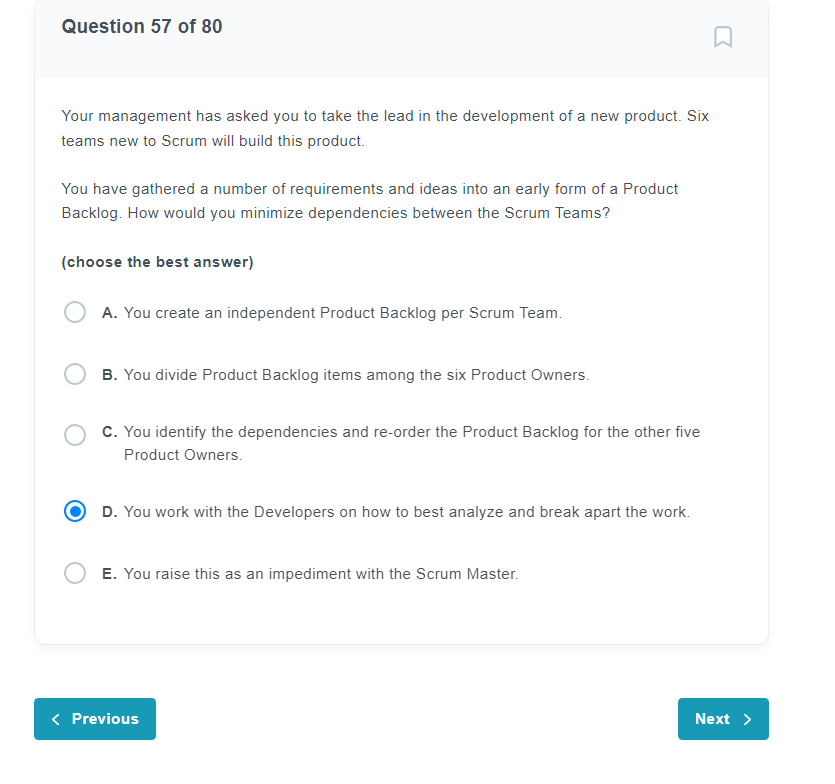 Question 57 of 80
Your management has asked you to take the lead in the development of a new product. Six
teams new to Scrum will build this product.
You have gathered a number of requirements and ideas into an early form of a Product
Backlog. How would you minimize dependencies between the Scrum Teams?
(choose the best answer)
A. You create an independent Product Backlog per Scrum Team.
B. You divide Product Backlog items among the six Product Owners.
C. You identify the dependencies and re-order the Product Backlog for the other five
Product Owners.
D. You work with the Developers on how to best analyze and break apart the work.
E. You raise this as an impediment with the Scrum Master.
Previous
Next